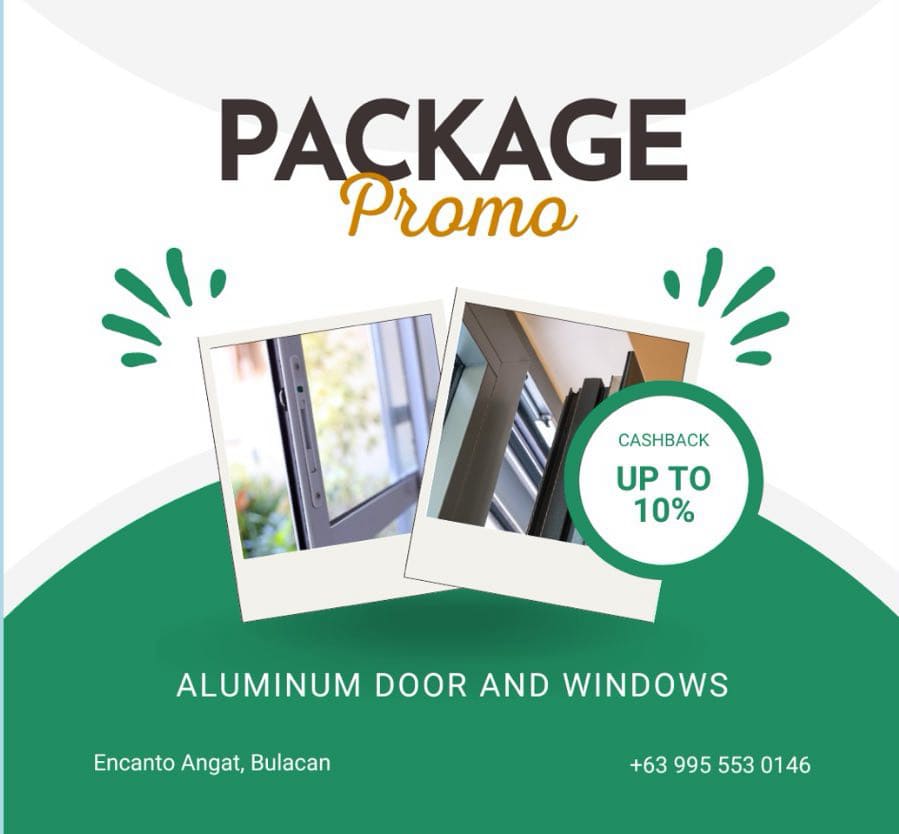 PACKAGE
Promo
CASHBACK
UP TO
10%
ALUMINUM DOOR AND WINDOWS
Encanto Angat, Bulacan
+63 995 553 0146